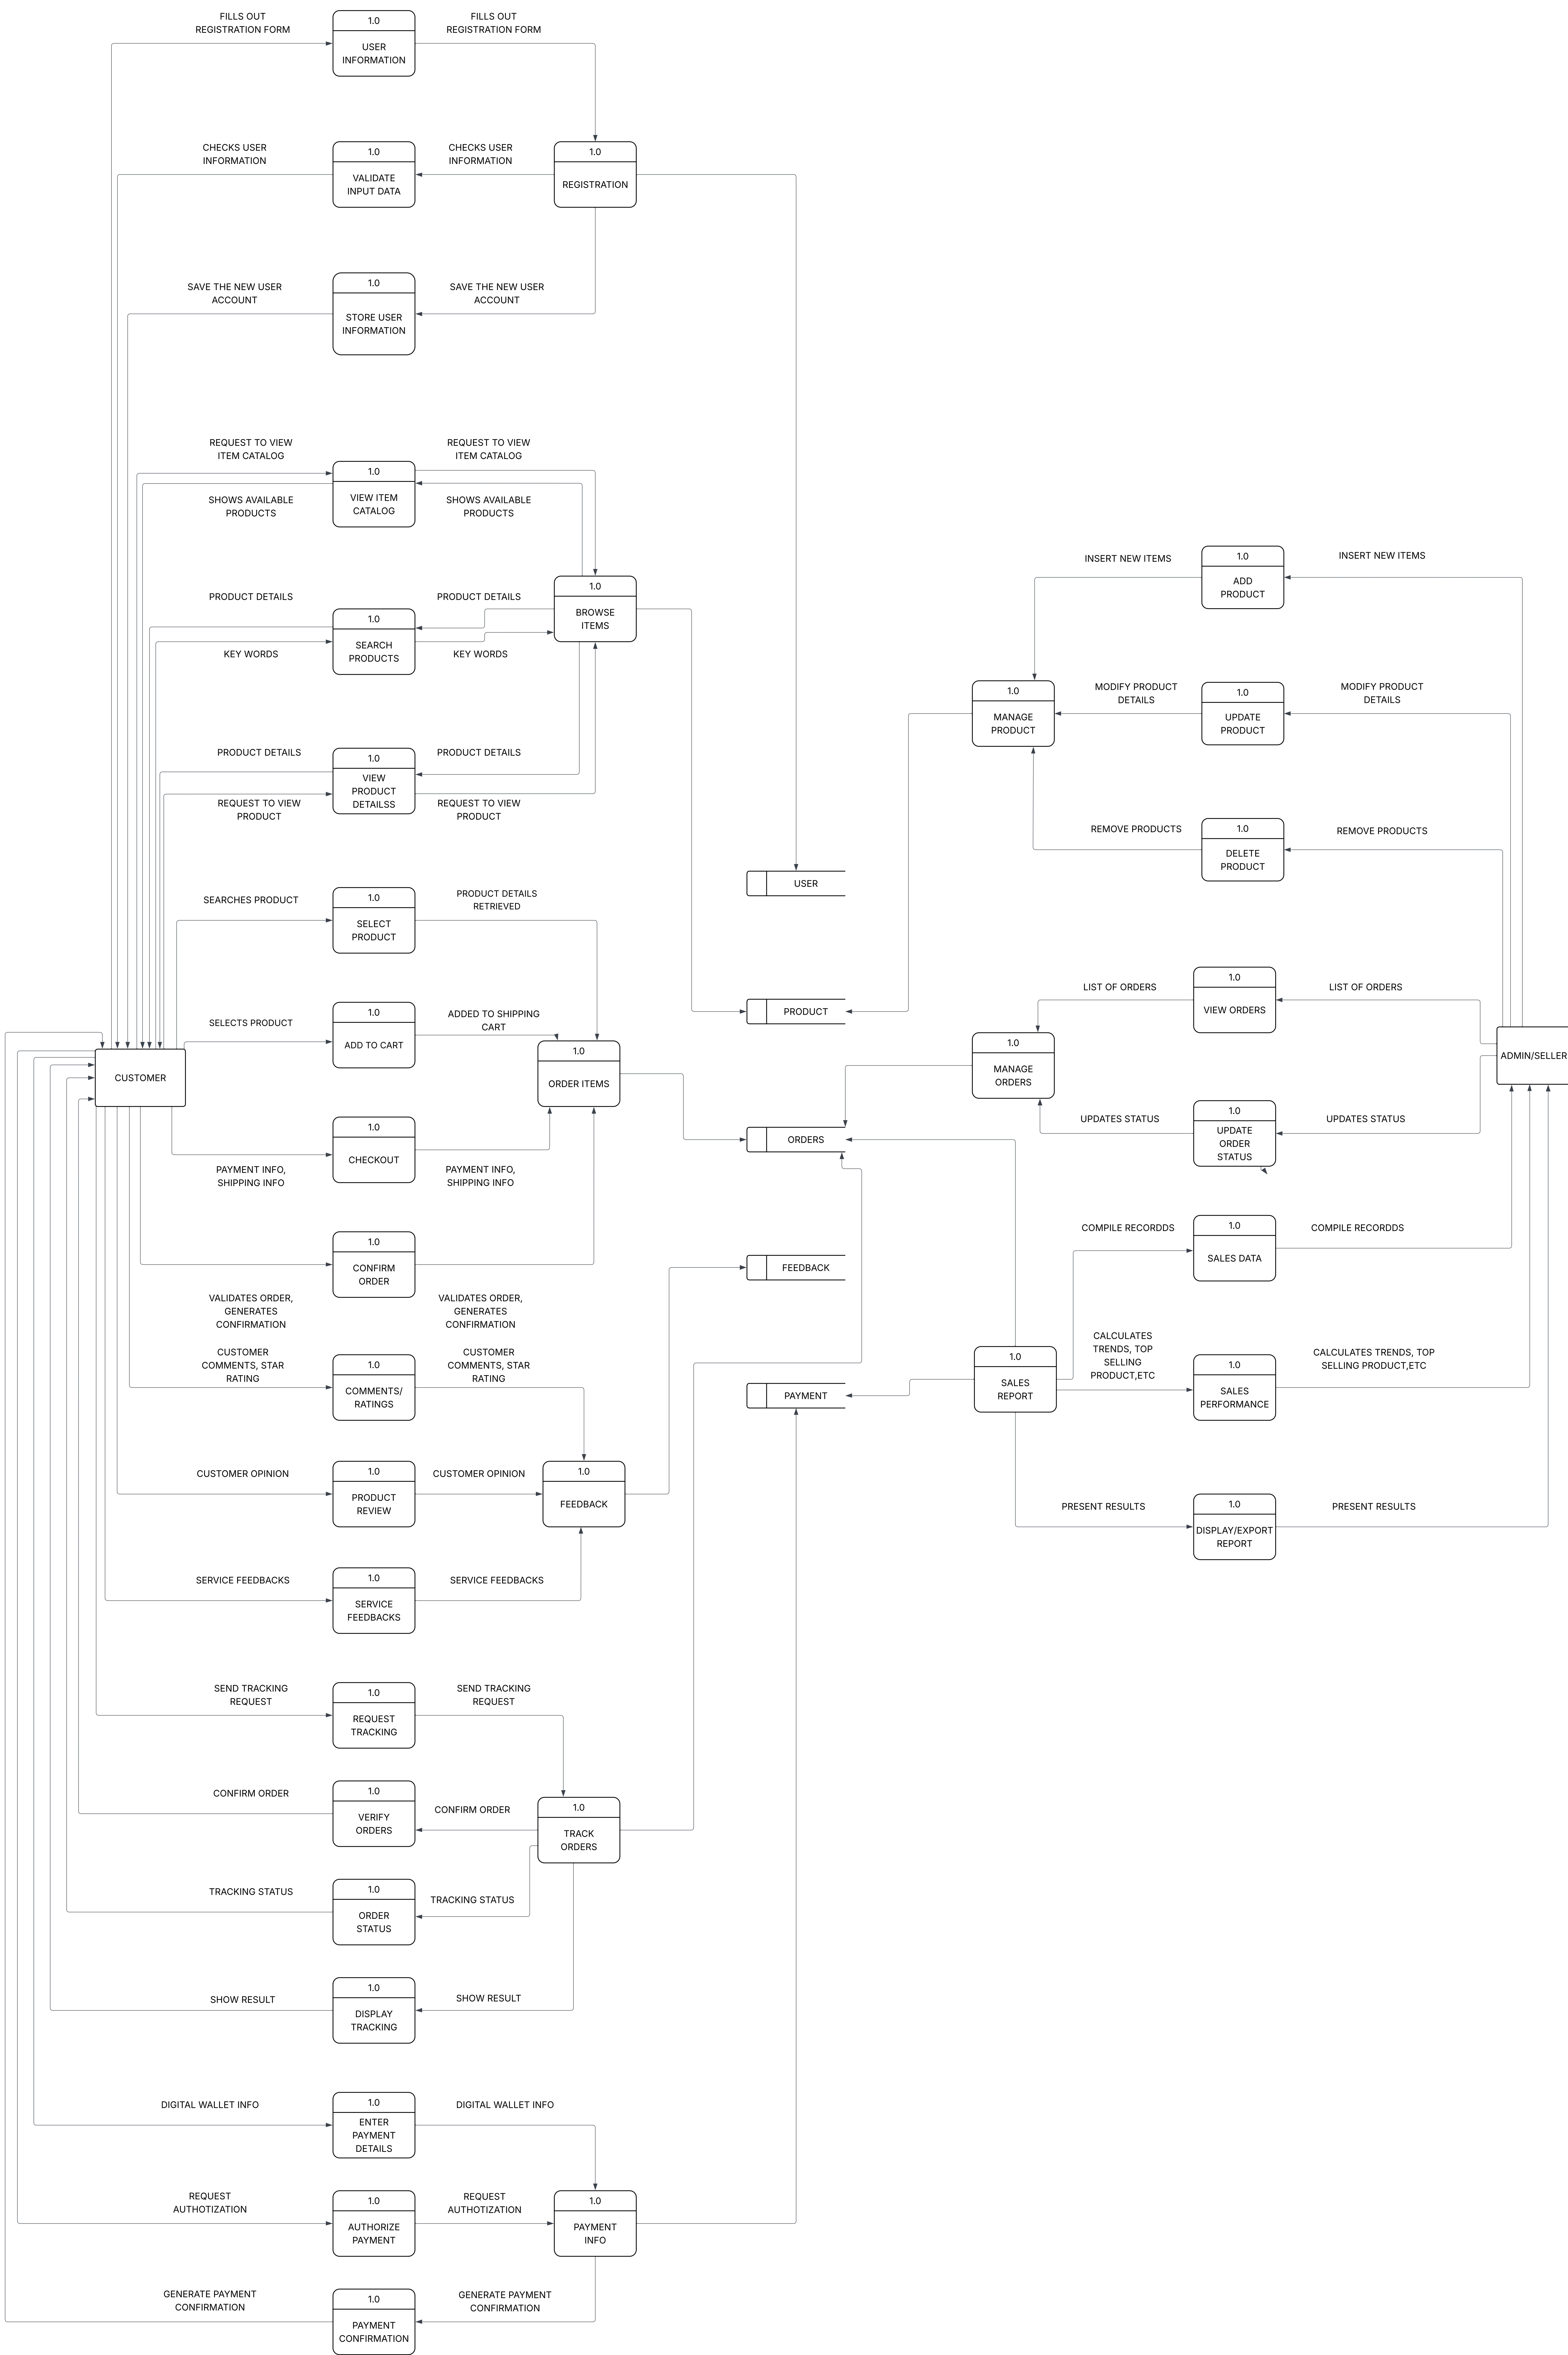 FILLS OUT
REGISTRATION FORM
1.0
USER
INFORMATION
FILLS OUT
REGISTRATION FORM
CHECKS USER
INFORMATION
1.0
VALIDATE
INPUT DATA
CHECKS USER
INFORMATION
1.0
REGISTRATION
SAVE THE NEW USER
ACCOUNT
1.0
STORE USER
INFORMATION
SAVE THE NEW USER
ACCOUNT
REQUEST TO VIEW
ITEM CATALOG
1.0
VIEW ITEM
CATALOG
REQUEST TO VIEW
ITEM CATALOG
SHOWS AVAILABLE
PRODUCTS
SHOWS AVAILABLE
PRODUCTS
PRODUCT DETAILS
1.0
SEARCH
PRODUCTS
PRODUCT DETAILS
1.0
BROWSE
ITEMS
KEY WORDS
KEY WORDS
PRODUCT DETAILS
1.0
VIEW
PRODUCT
DETAILSS
PRODUCT DETAILS
REQUEST TO VIEW
PRODUCT
REQUEST TO VIEW
PRODUCT
SEARCHES PRODUCT
1.0
SELECT
PRODUCT
PRODUCT DETAILS
RETRIEVED
SELECTS PRODUCT
1.0
ADD TO CART
ADDED TO SHIPPING
CART
CUSTOMER
1.0
ORDER ITEMS
1.0
CHECKOUT
PAYMENT INFO,
SHIPPING INFO
PAYMENT INFO,
SHIPPING INFO
1.0
CONFIRM
ORDER
VALIDATES ORDER,
GENERATES
CONFIRMATION
VALIDATES ORDER,
GENERATES
CONFIRMATION
CUSTOMER
COMMENTS, STAR
RATING
1.0
COMMENTS/
RATINGS
CUSTOMER
COMMENTS, STAR
RATING
CUSTOMER OPINION
1.0
PRODUCT
REVIEW
CUSTOMER OPINION
1.0
FEEDBACK
SERVICE FEEDBACKS
1.0
SERVICE
FEEDBACKS
SERVICE FEEDBACKS
SEND TRACKING
REQUEST
1.0
REQUEST
TRACKING
SEND TRACKING
REQUEST
CONFIRM ORDER
1.0
VERIFY
ORDERS
CONFIRM ORDER
1.0
TRACK
ORDERS
TRACKING STATUS
1.0
ORDER
STATUS
TRACKING STATUS
SHOW RESULT
1.0
DISPLAY
TRACKING
SHOW RESULT
DIGITAL WALLET INFO
1.0
ENTER
PAYMENT
DETAILS
DIGITAL WALLET INFO
REQUEST
AUTHOTIZATION
1.0
AUTHORIZE
PAYMENT
REQUEST
AUTHOTIZATION
1.0
PAYMENT
INFO
GENERATE PAYMENT
CONFIRMATION
1.0
PAYMENT
CONFIRMATION
GENERATE PAYMENT
CONFIRMATION
USER
PRODUCT
ORDERS
FEEDBACK
PAYMENT
INSERT NEW ITEMS
1.0
ADD
PRODUCT
INSERT NEW ITEMS
1.0
MANAGE
PRODUCT
MODIFY PRODUCT
DETAILS
1.0
UPDATE
PRODUCT
MODIFY PRODUCT
DETAILS
REMOVE PRODUCTS
1.0
DELETE
PRODUCT
REMOVE PRODUCTS
LIST OF ORDERS
1.0
VIEW ORDERS
LIST OF ORDERS
1.0
MANAGE
ORDERS
ADMIN/SELLER
UPDATES STATUS
1.0
UPDATE
ORDER
STATUS
UPDATES STATUS
COMPILE RECORDDS
1.0
SALES DATA
COMPILE RECORDDS
1.0
SALES
REPORT
CALCULATES
TRENDS, TOP
SELLING
PRODUCT,ETC
1.0
SALES
PERFORMANCE
CALCULATES TRENDS, TOP
SELLING PRODUCT,ETC
PRESENT RESULTS
1.0
DISPLAY/EXPORT
REPORT
PRESENT RESULTS